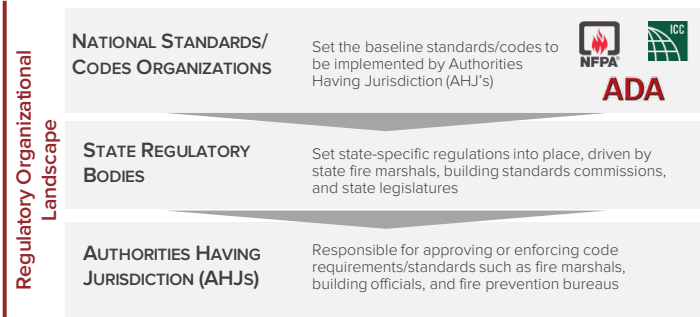 Regulatory Organizational
Landscape
NATIONAL STANDARDS/
CODES ORGANIZATIONS
Set the baseline standards/codes to
be implemented by Authorities
Having Jurisdiction (AHJ's)
NFPA®
ICC
ADA
STATE REGULATORY
BODIES
Set state-specific regulations into place, driven by
state fire marshals, building standards commissions,
and state legislatures
AUTHORITIES HAVING
JURISDICTION (AHJS)
Responsible for approving or enforcing code
requirements/standards such as fire marshals,
building officials, and fire prevention bureaus